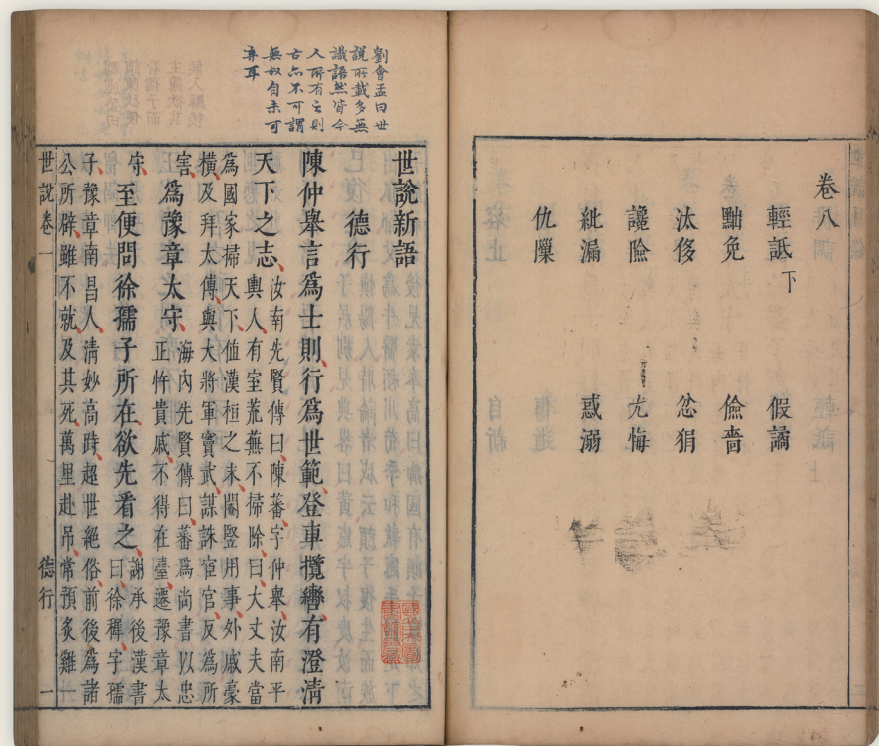 卷八
輕詆下 假譎
黜免 儉嗇
汰侈 忿狷
讒險 尤悔
紕漏 惑溺
仇隟
劉會孟曰世
說所載多無
識語然皆今
人所有之則
古亦不可謂
無奴自未可
棄耳
世說新語
德行
陳仲舉言爲士則行爲世範登車攬轡有澄清
天下之志汝南先賢傳曰陳蕃字仲舉汝南平
輿人有室荒蕪不掃除曰大丈夫當
爲國家掃天下值漢桓之末閹豎用事外戚豪
橫及拜太傅與大將軍竇武謀誅宦官反爲所
害爲豫章太守海內先賢傳曰蕃爲尚書以忠
正忤貴戚不得在臺遷豫章太
守至便問徐孺子所在欲先看之謝承後漢書
曰徐穉字孺
子豫章南昌人清妙高跱超世絕俗前後爲諸
公所辟雖不就及其死萬里赴弔常預炙雞一
世說卷一 德行 一